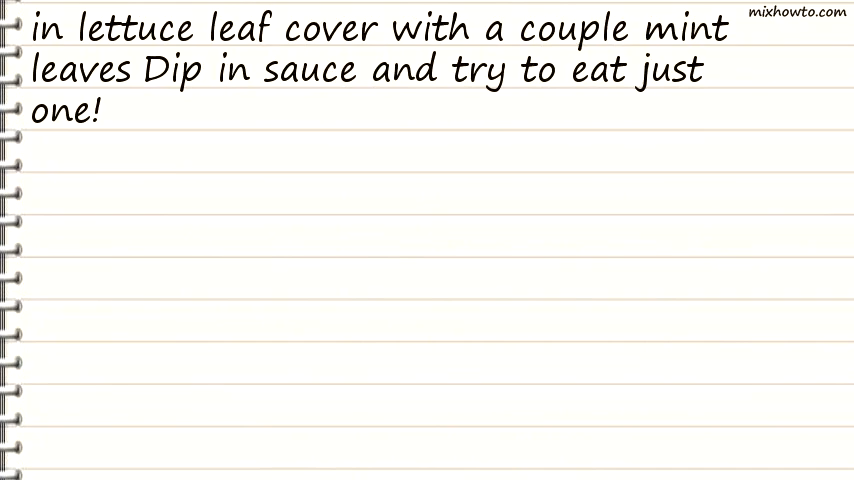 mixhowto.com
in lettuce leaf cover with a couple mint
leaves Dip in sauce and try to eat just
one!